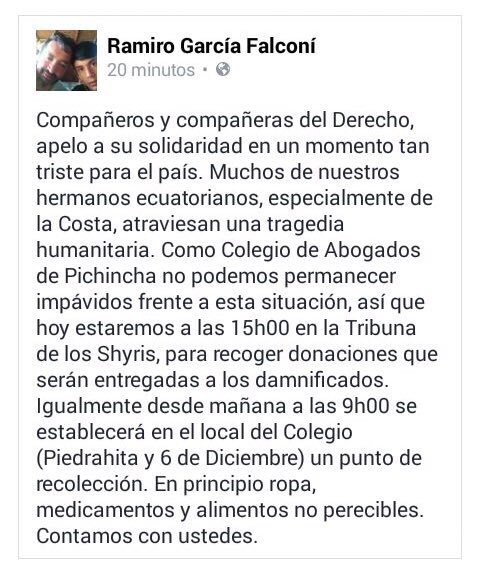 Ramiro García Falconí
20 minutos •
Compañeros y compañeras del Derecho,
apelo a su solidaridad en un momento tan
triste para el país. Muchos de nuestros
hermanos ecuatorianos, especialmente de
la Costa, atraviesan una tragedia
humanitaria. Como Colegio de Abogados
de Pichincha no podemos permanecer
impávidos frente a esta situación, así que
hoy estaremos a las 15h00 en la Tribuna
de los Shyris, para recoger donaciones que
serán entregadas a los damnificados.
Igualmente desde mañana a las 9h00 se
establecerá en el local del Colegio
(Piedrahita y 6 de Diciembre) un punto de
recolección. En principio ropa,
medicamentos y alimentos no perecibles.
Contamos con ustedes.